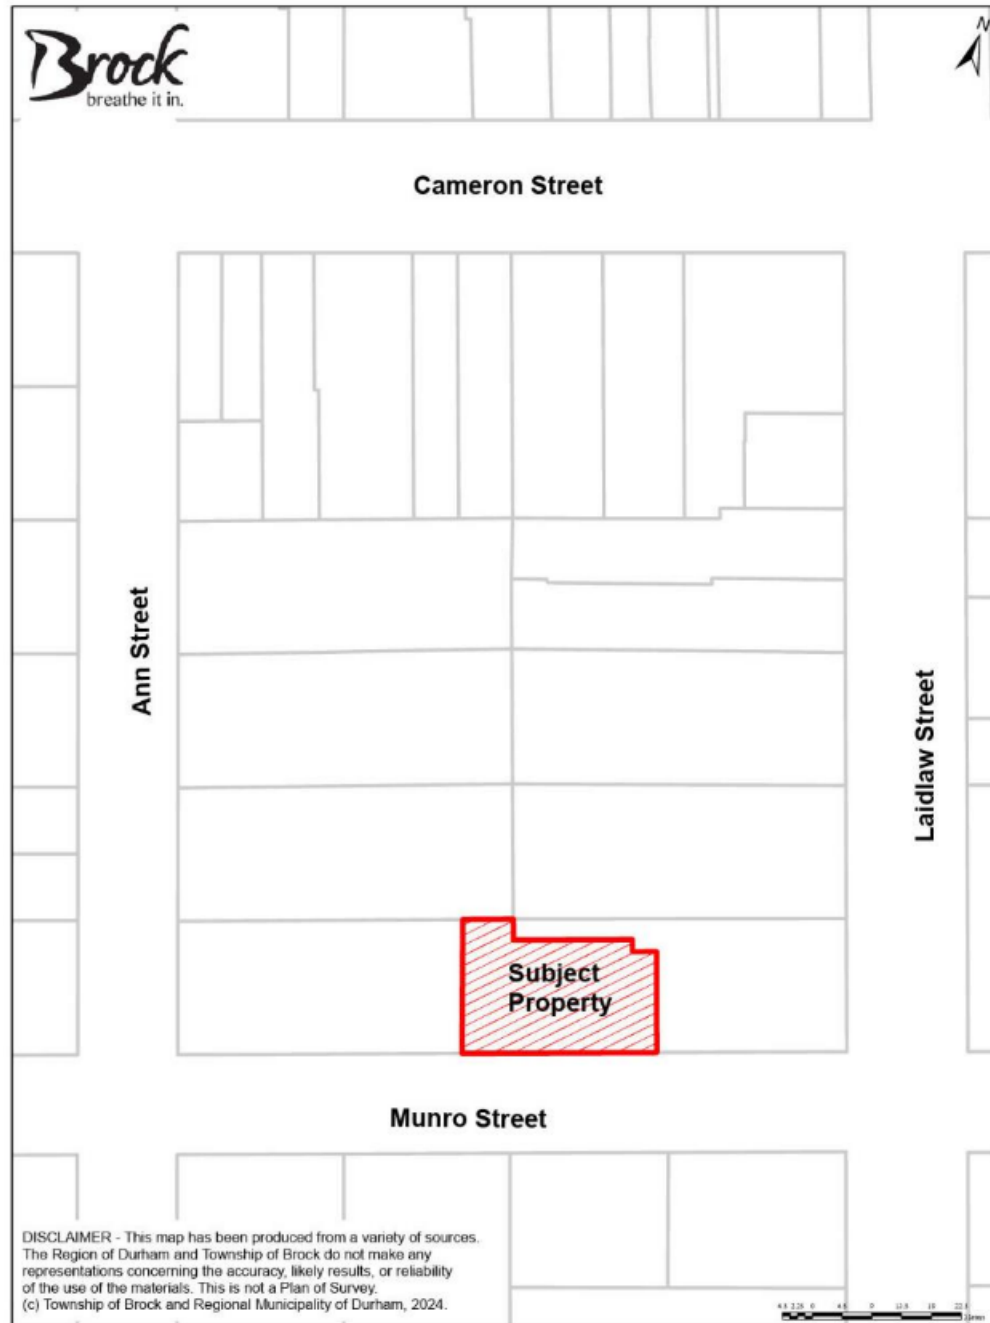 Brock
breathe it in.
N
Cameron Street
Ann Street
Laidlaw Street
Subject
Property
Munro Street
DISCLAIMER - This map has been produced from a variety of sources.
The Region of Durham and Township of Brock do not make any
representations concerning the accuracy, likely results, or reliability
of the use of the materials. This is not a Plan of Survey.
(c) Township of Brock and Regional Municipality of Durham, 2024.